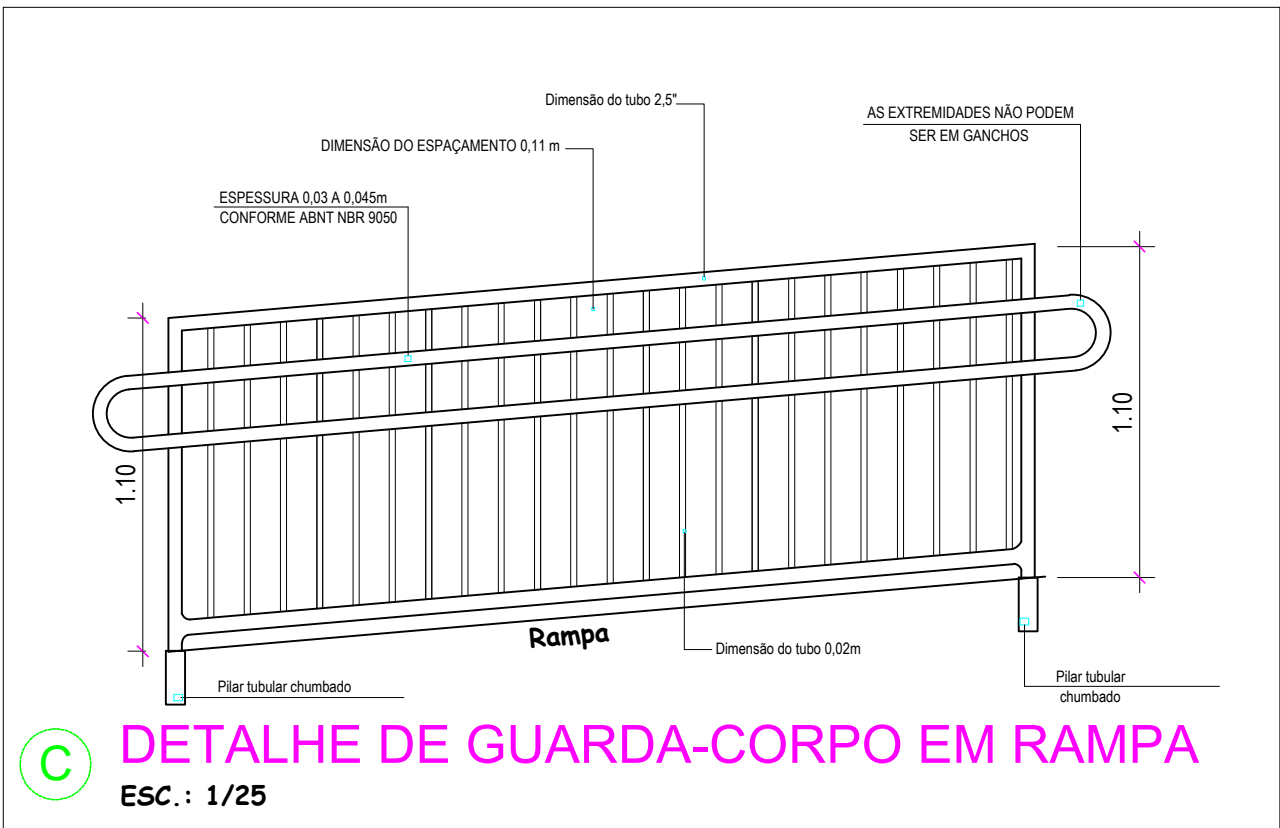 Dimensão do tubo 2,5"
AS EXTREMIDADES NÃO PODEM
SER EM GANCHOS
DIMENSÃO DO ESPAÇAMENTO 0,11 m
ESPESSURA 0,03 A 0,045m
CONFORME ABNT NBR 9050
1.10
1.10
Rampa
Dimensão do tubo 0,02m
Pilar tubular chumbado
Pilar tubular
chumbado
C
DETALHE DE GUARDA-CORPO EM RAMPA
ESC.: 1/25